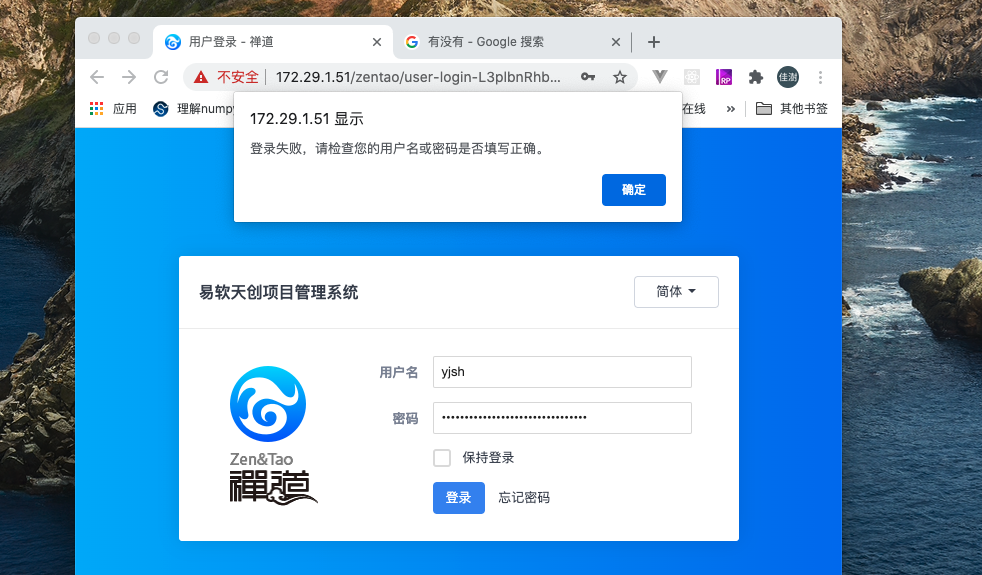 用户登录 - 禅道
有没有 - Google 搜索
不安全 172.29.1.51/zentao/user-login-L3plbnRhb...
佳澍
应用 理解nump 在线 » 其他书签
172.29.1.51 显示
登录失败，请检查您的用户名或密码是否填写正确。
确定
易软天创项目管理系统
简体
用户名 yjsh
密码 ••••••••••••••••••••••••••••••••
保持登录
登录 忘记密码
Zen&Tao
禪道